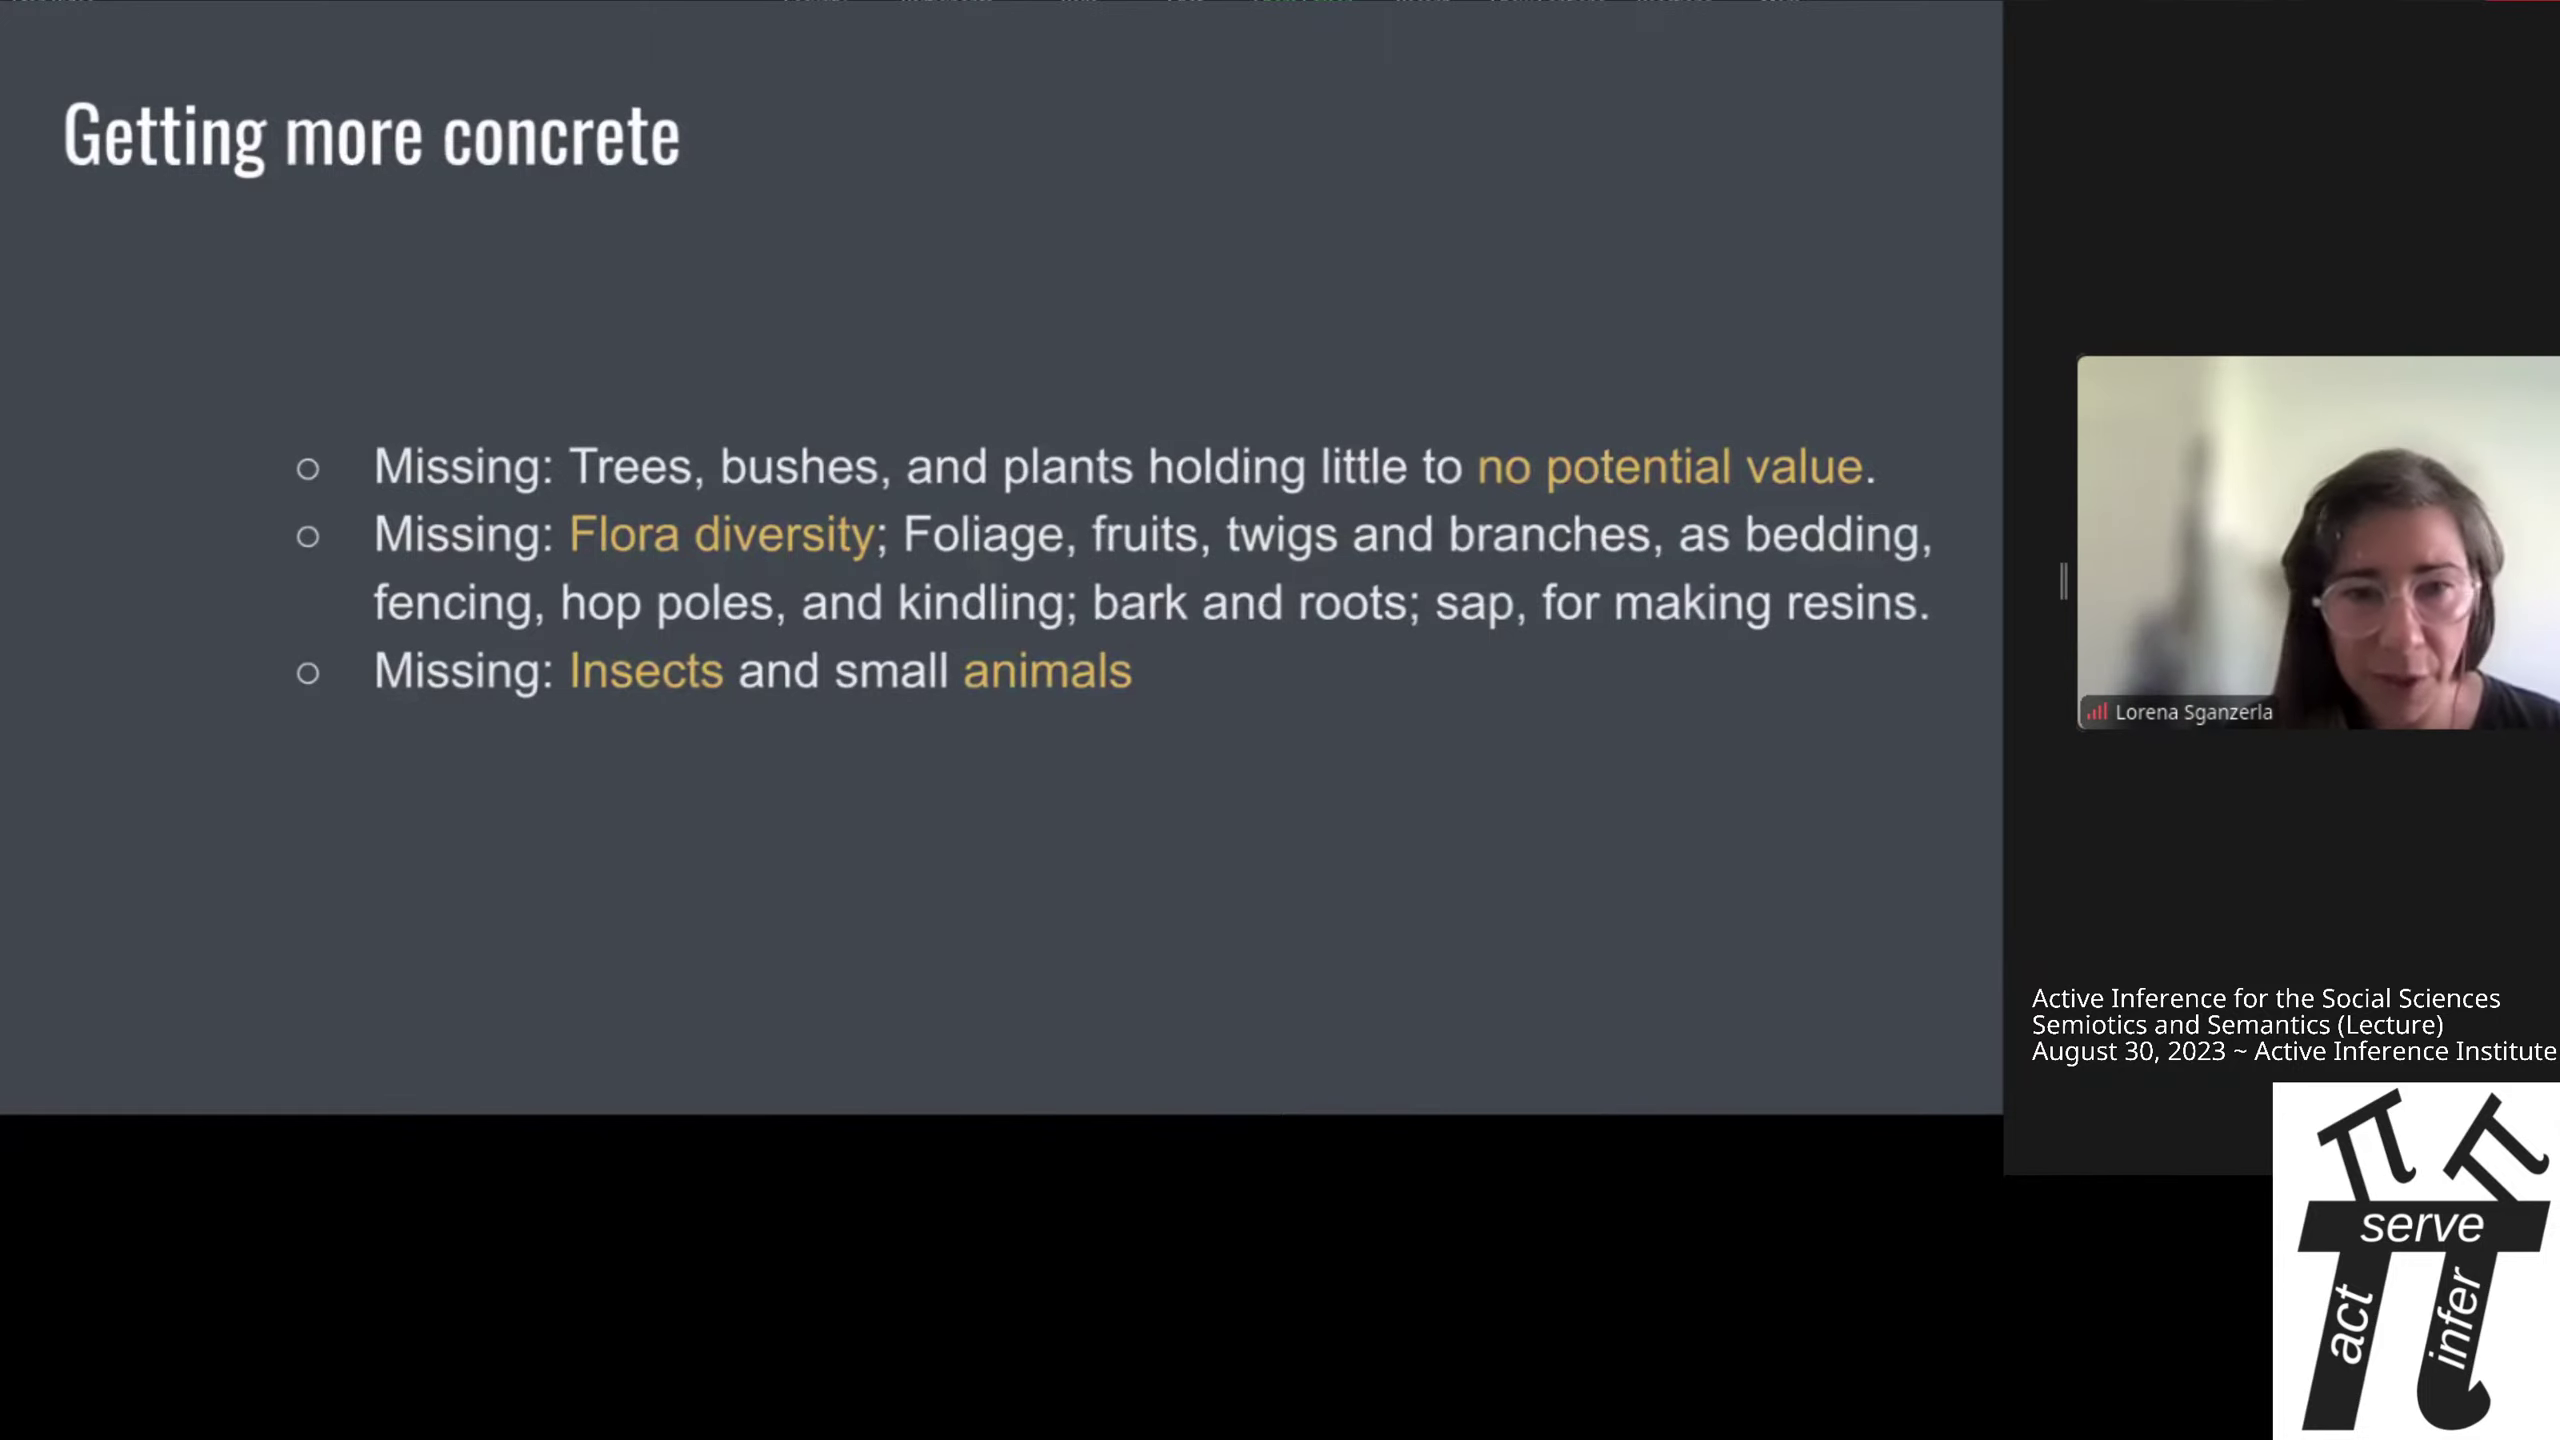 Getting more concrete
○ Missing: Trees, bushes, and plants holding little to no potential value.
○ Missing: Flora diversity; Foliage, fruits, twigs and branches, as bedding,
fencing, hop poles, and kindling; bark and roots; sap, for making resins.
○ Missing: Insects and small animals
Lorena Sganzerla
Active Inference for the Social Sciences
Semiotics and Semantics (Lecture)
August 30, 2023 ~ Active Inference Institute
serve
act
infer